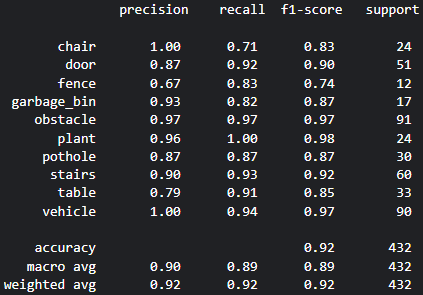 precision recall f1-score support
chair 1.00 0.71 0.83 24
door 0.87 0.92 0.90 51
fence 0.67 0.83 0.74 12
garbage_bin 0.93 0.82 0.87 17
obstacle 0.97 0.97 0.97 91
plant 0.96 1.00 0.98 24
pothole 0.87 0.87 0.87 30
stairs 0.90 0.93 0.92 60
table 0.79 0.91 0.85 33
vehicle 1.00 0.94 0.97 90
accuracy 0.92 432
macro avg 0.90 0.89 0.89 432
weighted avg 0.92 0.92 0.92 432